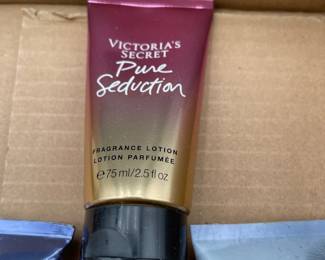 VICTORIA'S
SECRET
Pure
Seduction
FRAGRANCE LOTION
LOTION PARFUMÉE
℮75 ml/2.5 fl oz